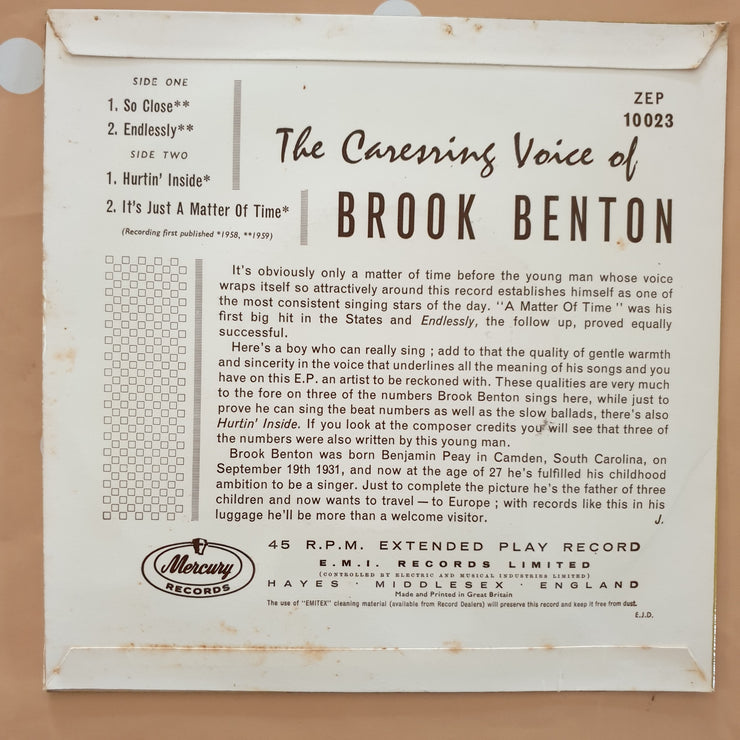 SIDE ONE
1. So Close**
2. Endlessly**
SIDE TWO
1. Hurtin' Inside*
2. It's Just A Matter Of Time*
(Recording first published *1958, **1959)
ZEP
10023
The Caresring Voice of
BROOK BENTON
It's obviously only a matter of time before the young man whose voice
wraps itself so attractively around this record establishes himself as one of
the most consistent singing stars of the day. "A Matter Of Time" was his
first big hit in the States and Endlessly, the follow up, proved equally
successful.
Here's a boy who can really sing ; add to that the quality of gentle warmth
and sincerity in the voice that underlines all the meaning of his songs and you
have on this E.P. an artist to be reckoned with. These qualities are very much
to the fore on three of the numbers Brook Benton sings here, while just to
prove he can sing the beat numbers as well as the slow ballads, there's also
Hurtin' Inside. If you look at the composer credits you will see that three of
the numbers were also written by this young man.
Brook Benton was born Benjamin Peay in Camden, South Carolina, on
September 19th 1931, and now at the age of 27 he's fulfilled his childhood
ambition to be a singer. Just to complete the picture he's the father of three
children and now wants to travel — to Europe ; with records like this in his
luggage he'll be more than a welcome visitor. J.
Mercury
RECORDS
45 R.P.M. EXTENDED PLAY RECORD
E.M.I. RECORDS LIMITED
(CONTROLLED BY ELECTRIC AND MUSICAL INDUSTRIES LIMITED)
HAYES · MIDDLESEX · ENGLAND
Made and Printed in Great Britain
The use of "EMITEX" cleaning material (available from Record Dealers) will preserve this record and keep it free from dust.
E.J.D.